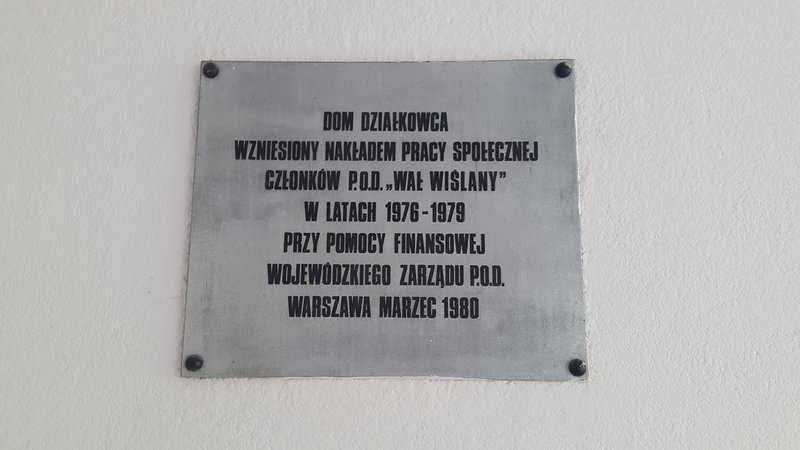 DOM DZIAŁKOWCA
WZNIESIONY NAKŁADEM PRACY SPOŁECZNEJ
CZŁONKÓW P.O.D. „WAŁ WIŚLANY”
W LATACH 1976-1979
PRZY POMOCY FINANSOWEJ
WOJEWÓDZKIEGO ZARZĄDU P.O.D.
WARSZAWA MARZEC 1980